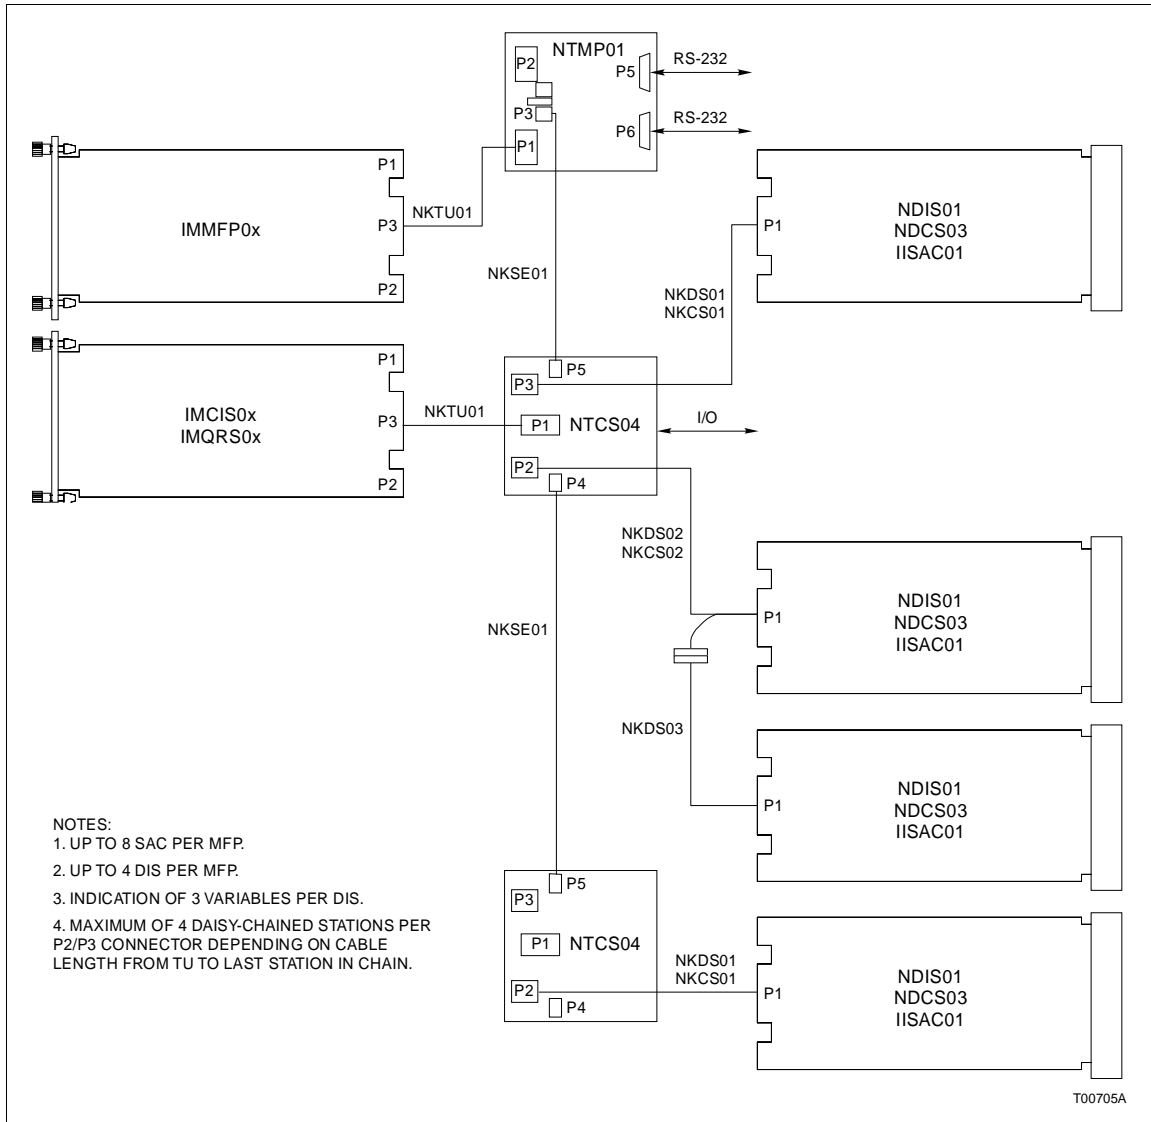 NTMP01
P2
P5
RS-232
P3
P6
RS-232
P1
P1
IMMFP0x
P3
NKTU01
P2
NKSE01
NKDS01
NKCS01
P1
NDIS01
NDCS03
IISAC01
P1
IMCIS0x
IMQRS0x
P3
NKTU01
P2
P5
P3
P1
NTCS04
I/O
P2
P4
NKDS02
NKCS02
P1
NDIS01
NDCS03
IISAC01
NKSE01
NKDS03
P1
NDIS01
NDCS03
IISAC01
NOTES:
1. UP TO 8 SAC PER MFP.
2. UP TO 4 DIS PER MFP.
3. INDICATION OF 3 VARIABLES PER DIS.
4. MAXIMUM OF 4 DAISY-CHAINED STATIONS PER
P2/P3 CONNECTOR DEPENDING ON CABLE
LENGTH FROM TU TO LAST STATION IN CHAIN.
P5
P3
P1
NTCS04
P2
P4
NKDS01
NKCS01
P1
NDIS01
NDCS03
IISAC01
T00705A